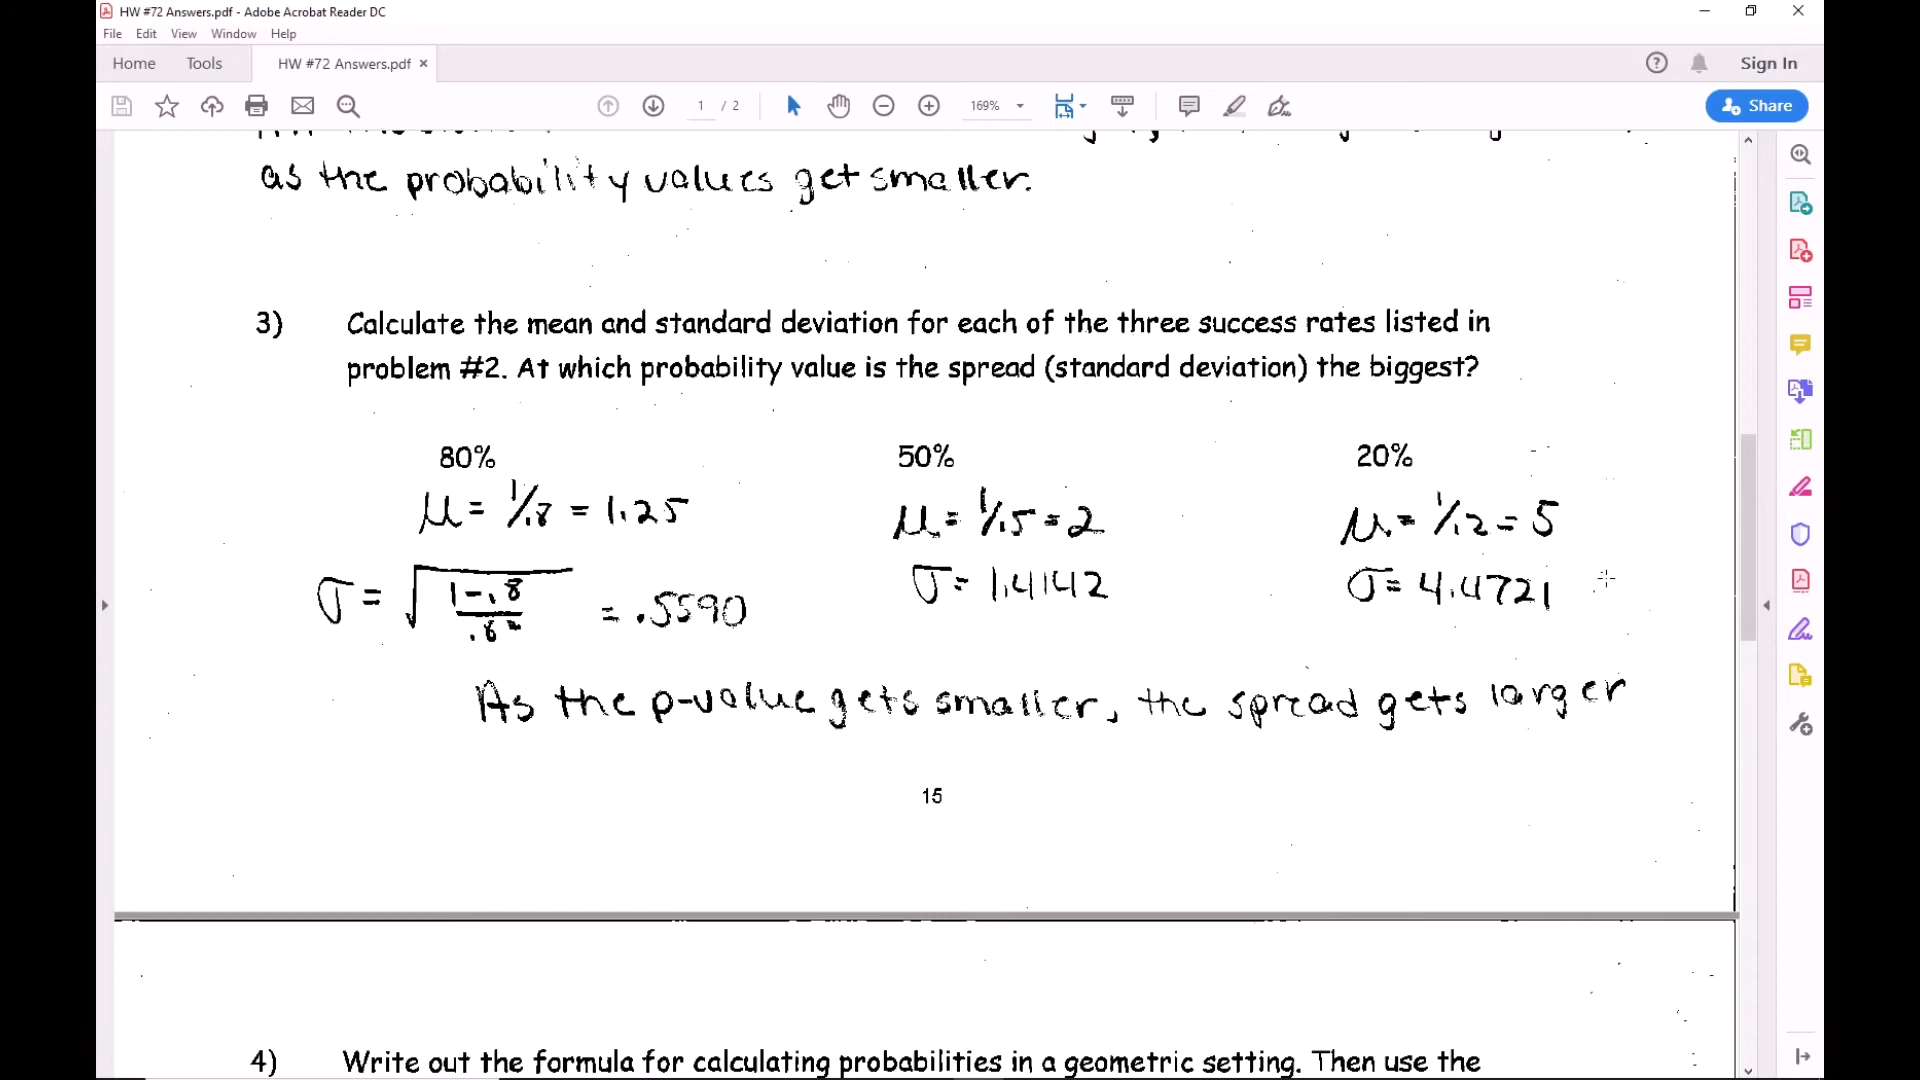 HW #72 Answers.pdf - Adobe Acrobat Reader DC
File Edit View Window Help
Home Tools HW #72 Answers.pdf × Sign In
1 / 2 169% Share
as the probability values get smaller.
3) Calculate the mean and standard deviation for each of the three success rates listed in
problem #2. At which probability value is the spread (standard deviation) the biggest?
80% 50% 20%
μ = 1/.8 = 1.25 μ = 1/.5 = 2 μ = 1/.2 = 5
σ = √((1-.8)/.8²) = .5590 σ = 1.4142 σ = 4.4721
As the p-value gets smaller, the spread gets larger
15
4) Write out the formula for calculating probabilities in a geometric setting. Then use the